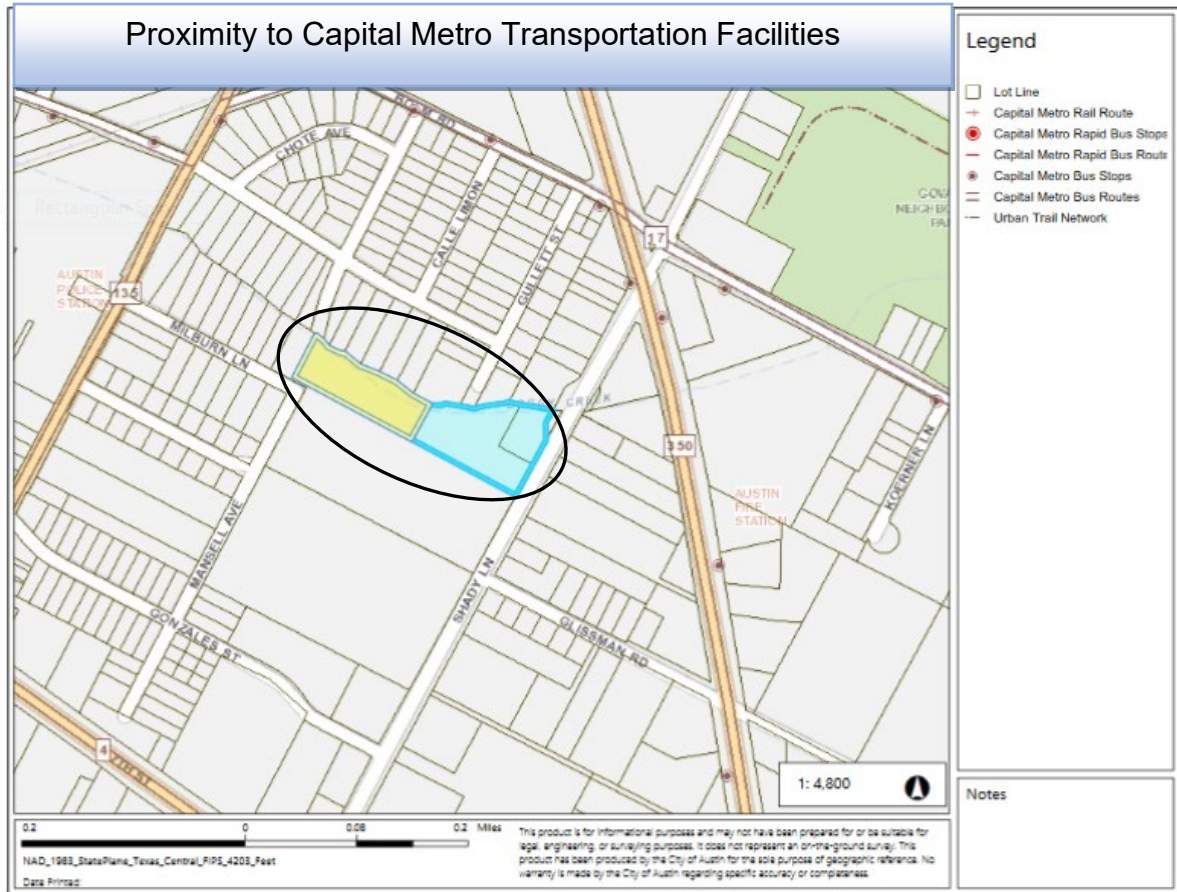 Proximity to Capital Metro Transportation Facilities
Legend
Lot Line
Capital Metro Rail Route
Capital Metro Rapid Bus Stops
Capital Metro Rapid Bus Route
Capital Metro Bus Stops
Capital Metro Bus Routes
Urban Trail Network
BOLM RD
CHOTE AVE
CALLE LIMON
GULLETT ST
17
AUSTIN
POLICE
STATION
135
MILBURN LN
CREEK
350
AUSTIN
FIRE
STATION
KOERNER LN
MANSELL AVE
SHADY LN
GLISSMAN RD
GONZALES ST
4
7TH ST
1: 4,800
Notes
0.2 0 0.08 0.2 Miles
NAD_1983_StatePlane_Texas_Central_FIPS_4203_Feet
Date Printed:
This product is for informational purposes and may not have been prepared for or be suitable for
legal, engineering, or surveying purposes. It does not represent an on-the-ground survey. This
product has been produced by the City of Austin for the sole purpose of geographic reference. No
warranty is made by the City of Austin regarding specific accuracy or completeness.